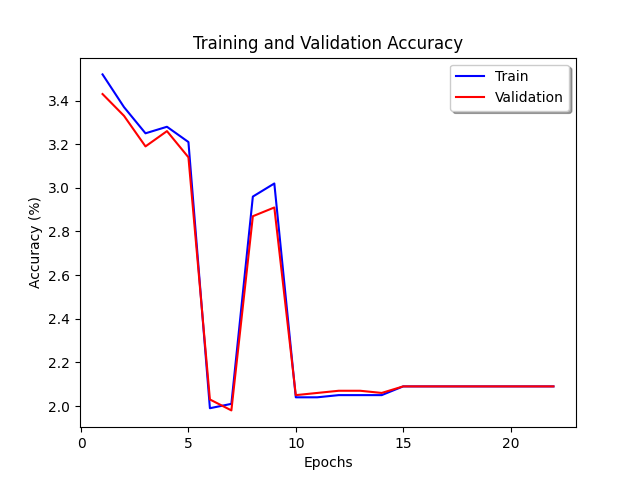 Training and Validation Accuracy
Train
Validation
3.4
3.2
3.0
2.8
2.6
2.4
2.2
2.0
Accuracy (%)
0 5 10 15 20
Epochs